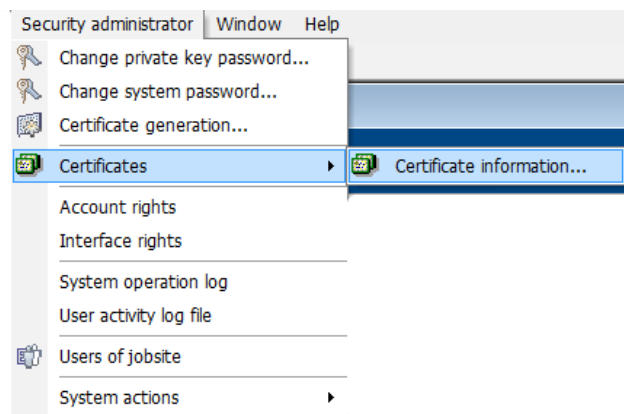 Security administrator Window Help
Change private key password...
Change system password...
Certificate generation...
Certificates Certificate information...
Account rights
Interface rights
System operation log
User activity log file
Users of jobsite
System actions